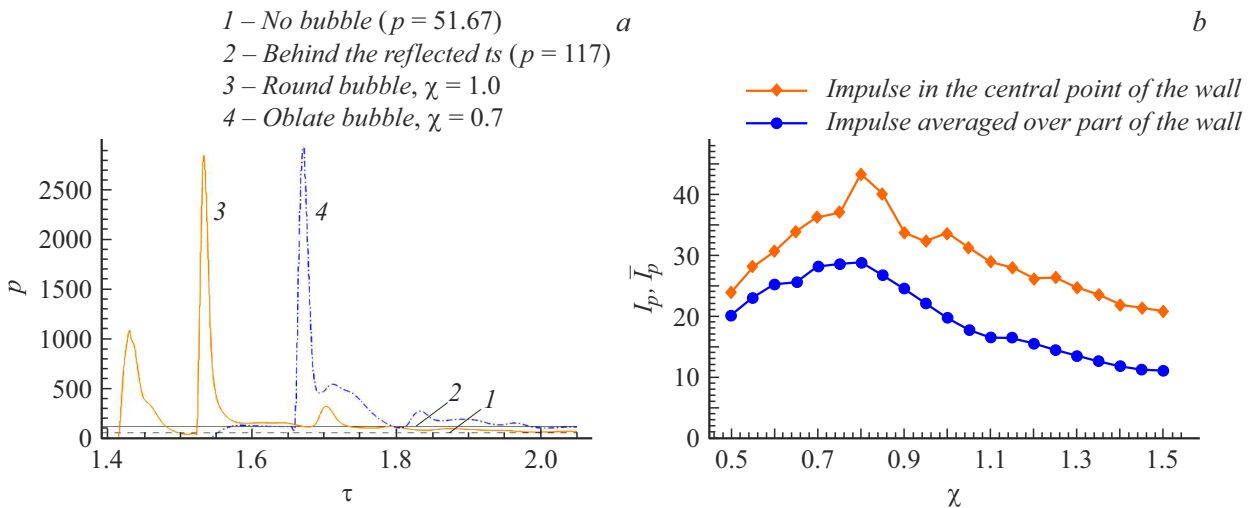 1 – No bubble (p = 51.67)
a
2 – Behind the reflected ts (p = 117)
3 – Round bubble, χ = 1.0
4 – Oblate bubble, χ = 0.7
2500
2000
1500
1000
500
0
p
3
4
2
1
1.4
1.6
1.8
2.0
τ
b
Impulse in the central point of the wall
Impulse averaged over part of the wall
40
30
20
10
0
I_p, Ī_p
0.5
0.7
0.9
1.1
1.3
1.5
χ